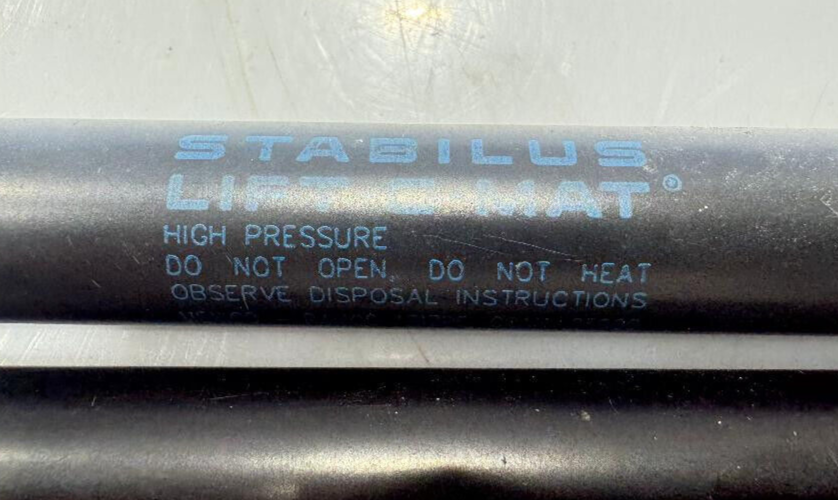 STABILUS
LIFT O MAT®
HIGH PRESSURE
DO NOT OPEN. DO NOT HEAT
OBSERVE DISPOSAL INSTRUCTIONS